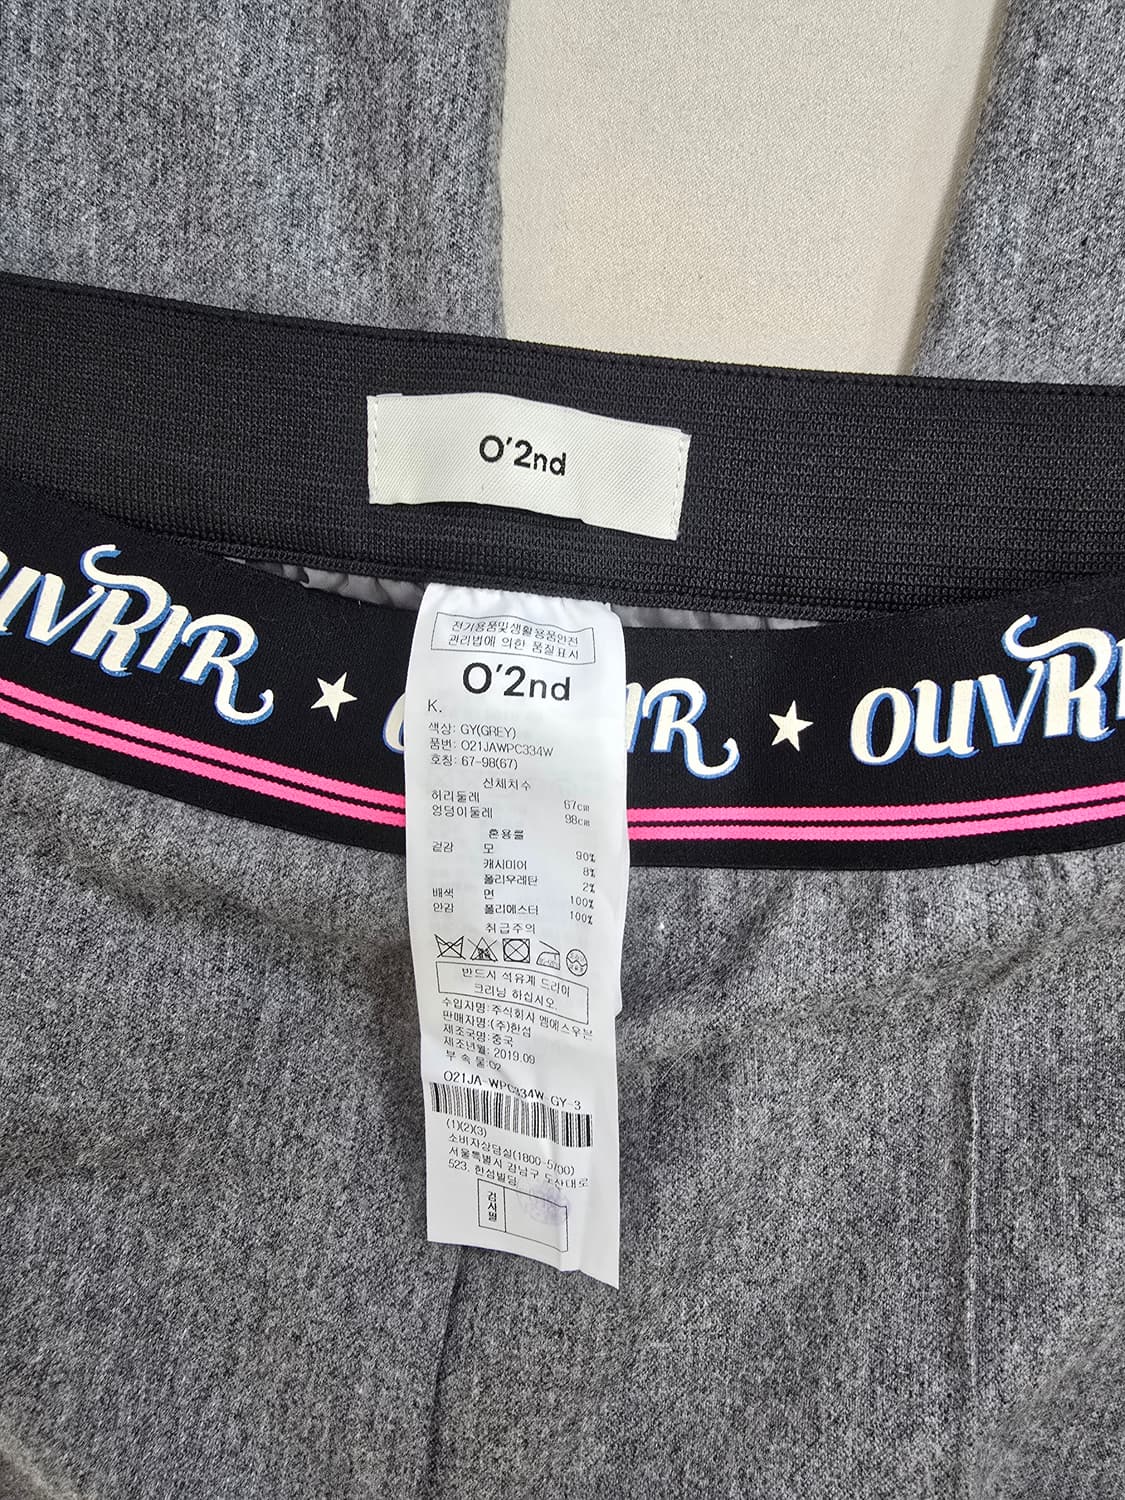 O'2nd
OUVRIR ★ OUVRIR ★ OUVRIR
전기용품및생활용품안전
관리법에 의한 품질표시
O'2nd
K.
색상: GY(GREY)
품번: O21JAWPC334W
호칭: 67-98(67)
신체치수
허리둘레 67cm
엉덩이둘레 98cm
혼용률
겉감 모 90%
캐시미어 8%
폴리우레탄 2%
배색 면 100%
안감 폴리에스터 100%
취급주의
반드시 석유계 드라이
크리닝 하십시오.
수입자명:주식회사 엠에스우븐
판매자명:(주)한섬
제조국명:중국
제조년월: 2019.09
부 속 물:02
O21JA-WPC334W GY-3
(1)(2)(3)
소비자상담실(1800-5700)
서울특별시 강남구 도산대로
523. 한섬빌딩
검사필